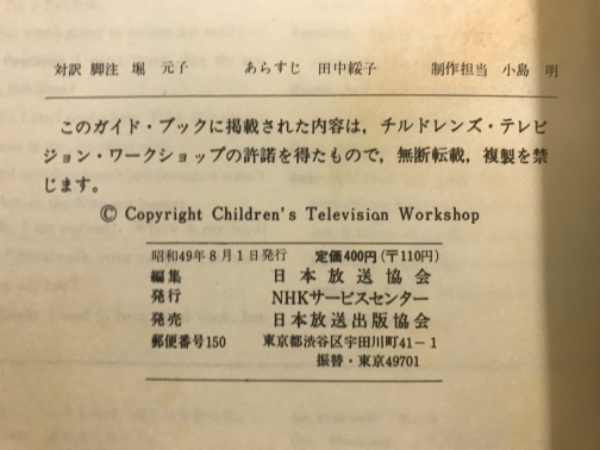 対訳 脚注 堀 元子 あらすじ 田中綏子 制作担当 小島 明
このガイド・ブックに掲載された内容は，チルドレンズ・テレビ
ジョン・ワークショップの許諾を得たもので，無断転載，複製を禁
じます。
© Copyright Children's Television Workshop
昭和49年8月1日発行 定価400円(〒110円)
編集 日本放送協会
発行 NHKサービスセンター
発売 日本放送出版協会
郵便番号150 東京都渋谷区宇田川町41−1
振替・東京49701